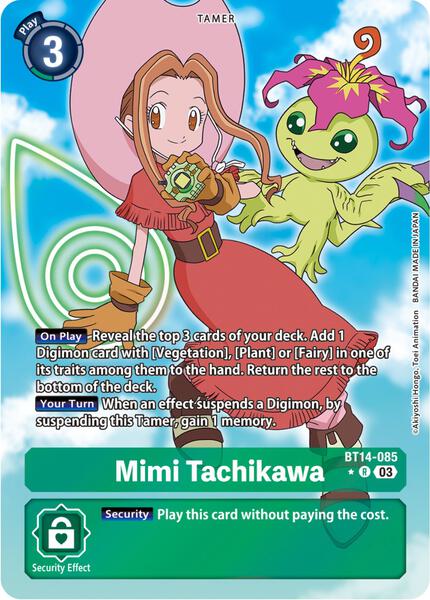 TAMER
Play
3
On Play Reveal the top 3 cards of your deck. Add 1
Digimon card with [Vegetation], [Plant] or [Fairy] in one of
its traits among them to the hand. Return the rest to the
bottom of the deck.
Your Turn When an effect suspends a Digimon, by
suspending this Tamer, gain 1 memory.
©Akiyoshi Hongo, Toei Animation BANDAI MADE IN JAPAN
BT14-085
Mimi Tachikawa
★ R 03
Security Play this card without paying the cost.
Security Effect